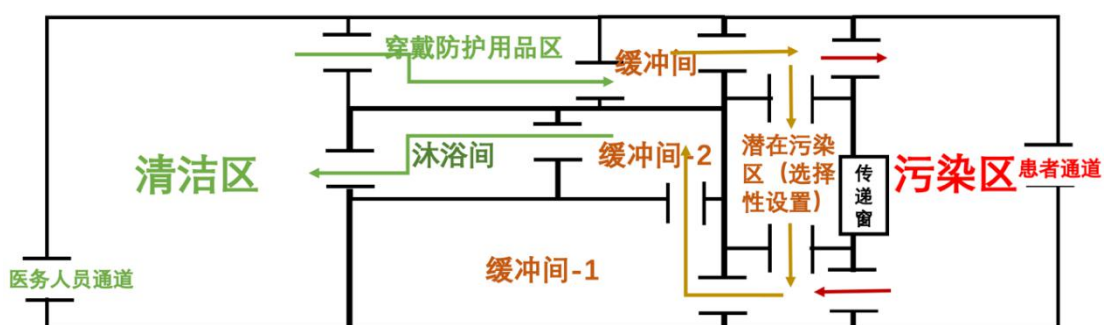 穿戴防护用品区
缓冲间
清洁区
沐浴间
缓冲间-2
潜在污染
区（选择
性设置）
传
递
窗
污染区
患者通道
医务人员通道
缓冲间-1